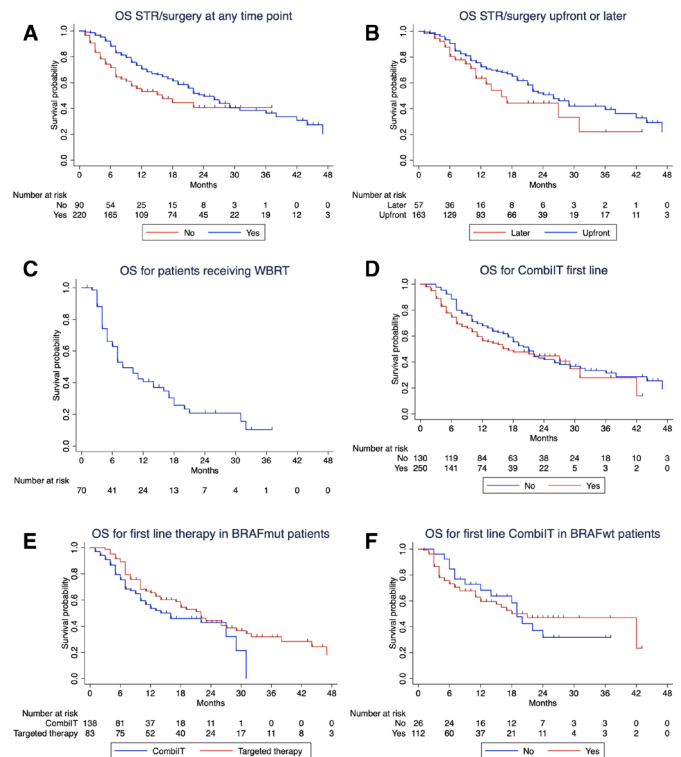 A
OS STR/surgery at any time point
Survival probability
1.0
0.8
0.6
0.4
0.2
0.0
0 6 12 18 24 30 36 42 48
Months
Number at risk
No 90 54 25 15 8 3 1 0 0
Yes 220 165 109 74 45 22 19 12 3
No Yes
B
OS STR/surgery upfront or later
Survival probability
1.0
0.8
0.6
0.4
0.2
0.0
0 6 12 18 24 30 36 42 48
Months
Number at risk
Later 57 36 16 8 6 3 2 1 0
Upfront 163 129 93 66 39 19 17 11 3
Later Upfront
C
OS for patients receiving WBRT
Survival probability
1.0
0.8
0.6
0.4
0.2
0.0
0 6 12 18 24 30 36 42 48
Months
Number at risk
70 41 24 13 7 4 1 0 0
D
OS for CombiIT first line
Survival probability
1.0
0.8
0.6
0.4
0.2
0.0
0 6 12 18 24 30 36 42 48
Months
Number at risk
No 130 119 84 63 38 24 18 10 3
Yes 250 141 74 39 22 5 3 2 0
No Yes
E
OS for first line therapy in BRAFmut patients
Survival probability
1.0
0.8
0.6
0.4
0.2
0.0
0 6 12 18 24 30 36 42 48
Months
Number at risk
CombiIT 138 81 37 18 11 1 0 0 0
Targeted therapy 83 75 52 40 24 17 11 8 3
CombiIT Targeted therapy
F
OS for first line CombiIT in BRAFwt patients
Survival probability
1.0
0.8
0.6
0.4
0.2
0.0
0 6 12 18 24 30 36 42 48
Months
Number at risk
No 26 24 16 12 7 3 3 0 0
Yes 112 60 37 21 11 4 3 2 0
No Yes